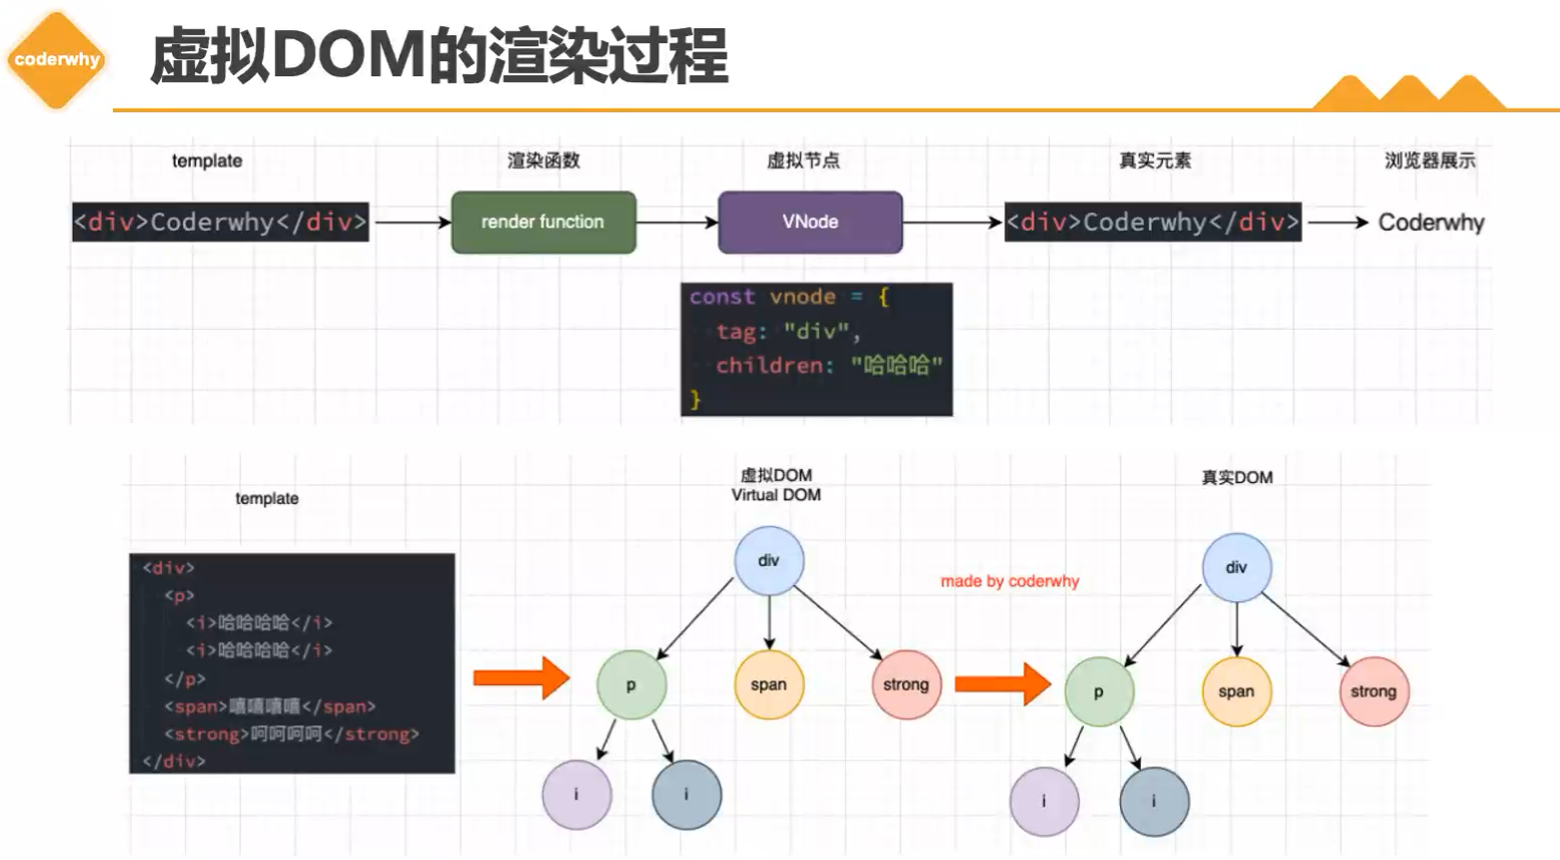 coderwhy
虚拟DOM的渲染过程
template
渲染函数
虚拟节点
真实元素
浏览器展示
<div>Coderwhy</div>
render function
VNode
<div>Coderwhy</div>
Coderwhy
const vnode = {
tag: "div",
children: "哈哈哈"
}
template
虚拟DOM
Virtual DOM
真实DOM
<div>
<p>
<i>哈哈哈哈</i>
<i>哈哈哈哈</i>
</p>
<span>嘻嘻嘻嘻</span>
<strong>呵呵呵呵</strong>
</div>
div
p
span
strong
i
i
made by coderwhy
div
p
span
strong
i
i